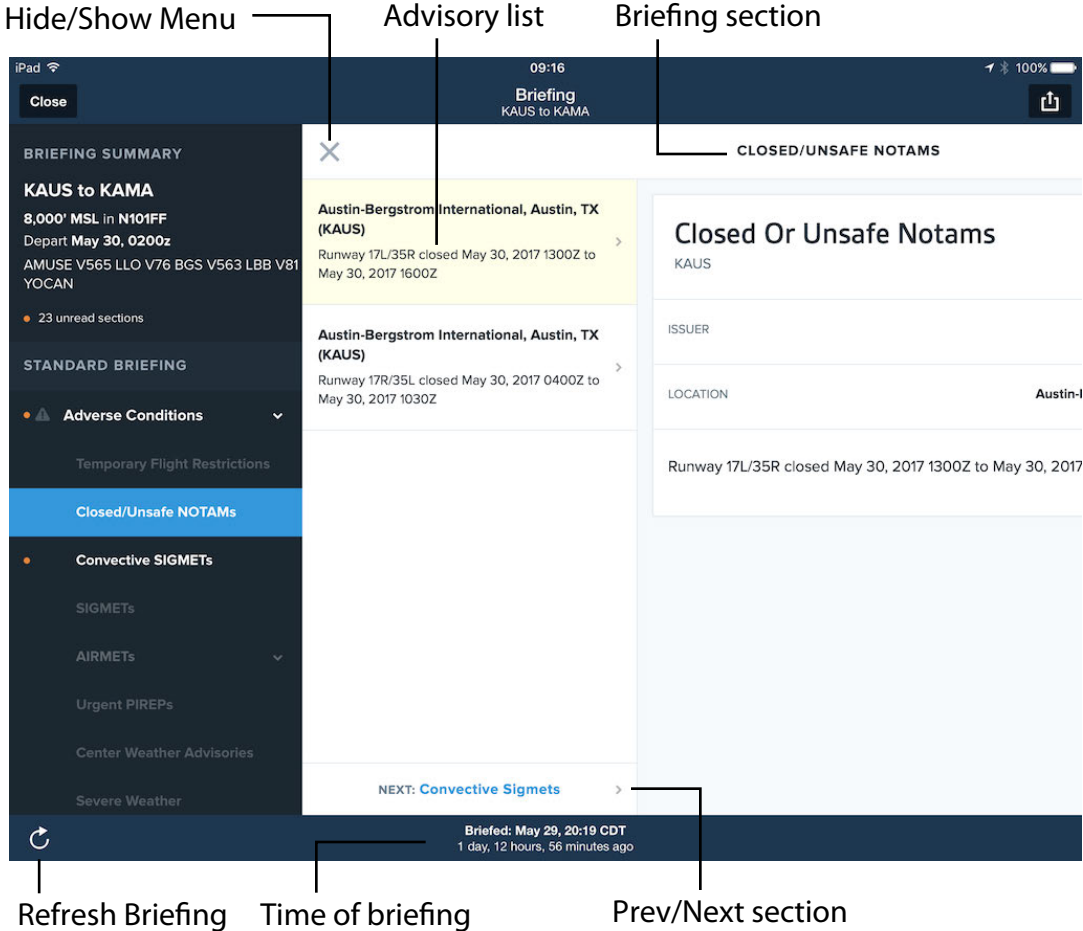 Hide/Show Menu
Advisory list
Briefing section
iPad
09:16
100%
Close
Briefing
KAUS to KAMA
BRIEFING SUMMARY
KAUS to KAMA
8,000' MSL in N101FF
Depart May 30, 0200z
AMUSE V565 LLO V76 BGS V563 LBB V81
YOCAN
23 unread sections
STANDARD BRIEFING
Adverse Conditions
Temporary Flight Restrictions
Closed/Unsafe NOTAMs
Convective SIGMETs
SIGMETs
AIRMETs
Urgent PIREPs
Center Weather Advisories
Severe Weather
Austin-Bergstrom International, Austin, TX
(KAUS)
Runway 17L/35R closed May 30, 2017 1300Z to
May 30, 2017 1600Z
Austin-Bergstrom International, Austin, TX
(KAUS)
Runway 17R/35L closed May 30, 2017 0400Z to
May 30, 2017 1030Z
NEXT: Convective Sigmets
CLOSED/UNSAFE NOTAMS
Closed Or Unsafe Notams
KAUS
ISSUER
LOCATION
Austin-
Runway 17L/35R closed May 30, 2017 1300Z to May 30, 2017
Briefed: May 29, 20:19 CDT
1 day, 12 hours, 56 minutes ago
Refresh Briefing
Time of briefing
Prev/Next section